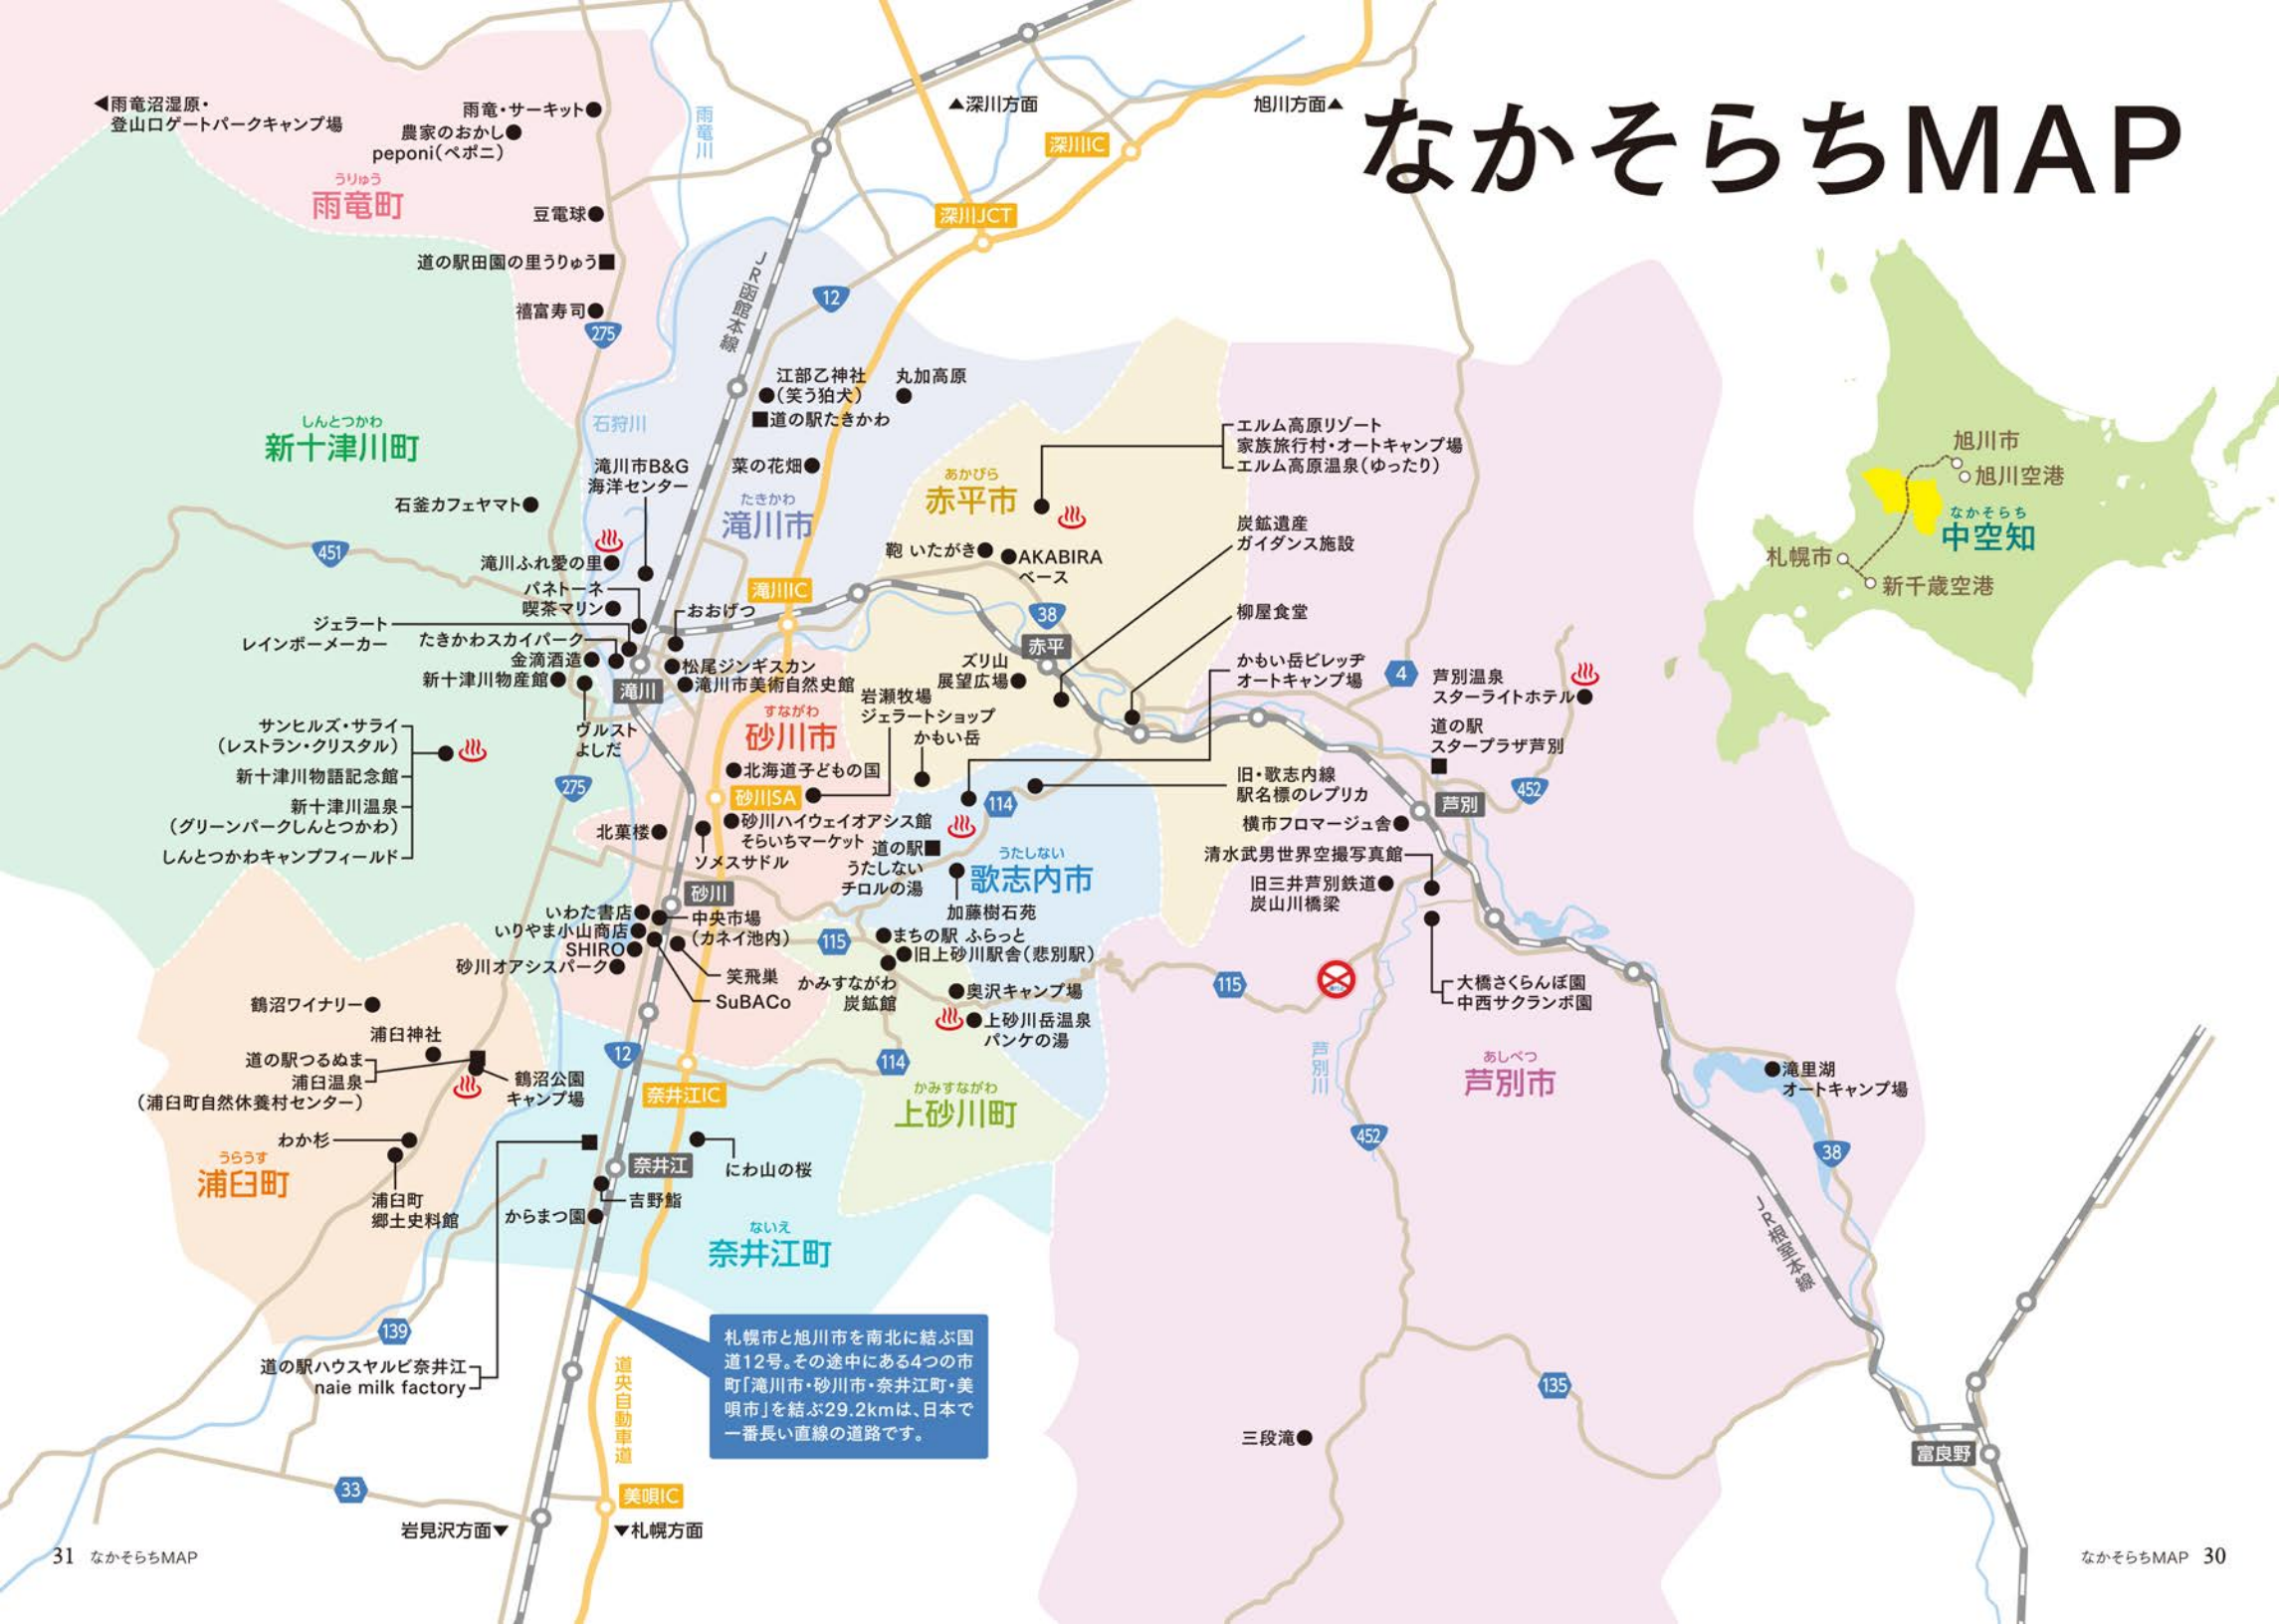 なかそらちMAP
◀雨竜沼湿原・
登山口ゲートパークキャンプ場
雨竜・サーキット
農家のおかし
peponi(ペポニ)
うりゅう
雨竜町
豆電球
道の駅田園の里うりゅう
禧富寿司
275
雨竜川
▲深川方面
旭川方面▲
深川IC
深川JCT
JR函館本線
12
江部乙神社
(笑う狛犬)
丸加高原
道の駅たきかわ
石狩川
しんとつかわ
新十津川町
滝川市B&G
海洋センター
菜の花畑
たきかわ
滝川市
石釜カフェヤマト
451
滝川ふれ愛の里
パネトーネ
喫茶マリン
ジェラート
レインボーメーカー
たきかわスカイパーク
金滴酒造
新十津川物産館
おおげつ
滝川IC
松尾ジンギスカン
滝川市美術自然史館
滝川
ヴルスト
よしだ
サンヒルズ・サライ
(レストラン・クリスタル)
新十津川物語記念館
新十津川温泉
(グリーンパークしんとつかわ)
しんとつかわキャンプフィールド
275
あかびら
赤平市
エルム高原リゾート
家族旅行村・オートキャンプ場
エルム高原温泉(ゆったり)
鞄 いたがき
AKABIRA
ベース
炭鉱遺産
ガイダンス施設
38
赤平
柳屋食堂
ズリ山
展望広場
かもい岳ビレッヂ
オートキャンプ場
4
芦別温泉
スターライトホテル
道の駅
スタープラザ芦別
452
岩瀬牧場
ジェラートショップ
かもい岳
すながわ
砂川市
北海道子どもの国
砂川SA
砂川ハイウェイオアシス館
そらいちマーケット
北菓楼
ソメスサドル
砂川
114
旧・歌志内線
駅名標のレプリカ
道の駅
うたしない
チロルの湯
うたしない
歌志内市
加藤樹石苑
芦別
横市フロマージュ舎
清水武男世界空撮写真館
旧三井芦別鉄道
炭山川橋梁
いわた書店
いりやま小山商店
SHIRO
砂川オアシスパーク
中央市場
(カネイ池内)
笑飛巣
SuBACo
115
まちの駅 ふらっと
旧上砂川駅舎(悲別駅)
かみすながわ
炭鉱館
奥沢キャンプ場
上砂川岳温泉
パンケの湯
115
大橋さくらんぼ園
中西サクランボ園
鶴沼ワイナリー
浦臼神社
道の駅つるぬま
浦臼温泉
(浦臼町自然休養村センター)
鶴沼公園
キャンプ場
わか杉
うらうす
浦臼町
浦臼町
郷土史料館
12
奈井江IC
114
かみすながわ
上砂川町
芦別川
あしべつ
芦別市
滝里湖
オートキャンプ場
452
38
奈井江
にわ山の桜
吉野鮨
からまつ園
ないえ
奈井江町
JR根室本線
139
道の駅ハウスヤルビ奈井江
naie milk factory
札幌市と旭川市を南北に結ぶ国
道12号。その途中にある4つの市
町「滝川市・砂川市・奈井江町・美
唄市」を結ぶ29.2kmは、日本で
一番長い直線の道路です。
道央自動車道
135
三段滝
富良野
33
美唄IC
岩見沢方面▼
▼札幌方面
旭川市
旭川空港
なかそらち
中空知
札幌市
新千歳空港
31 なかそらちMAP
なかそらちMAP 30